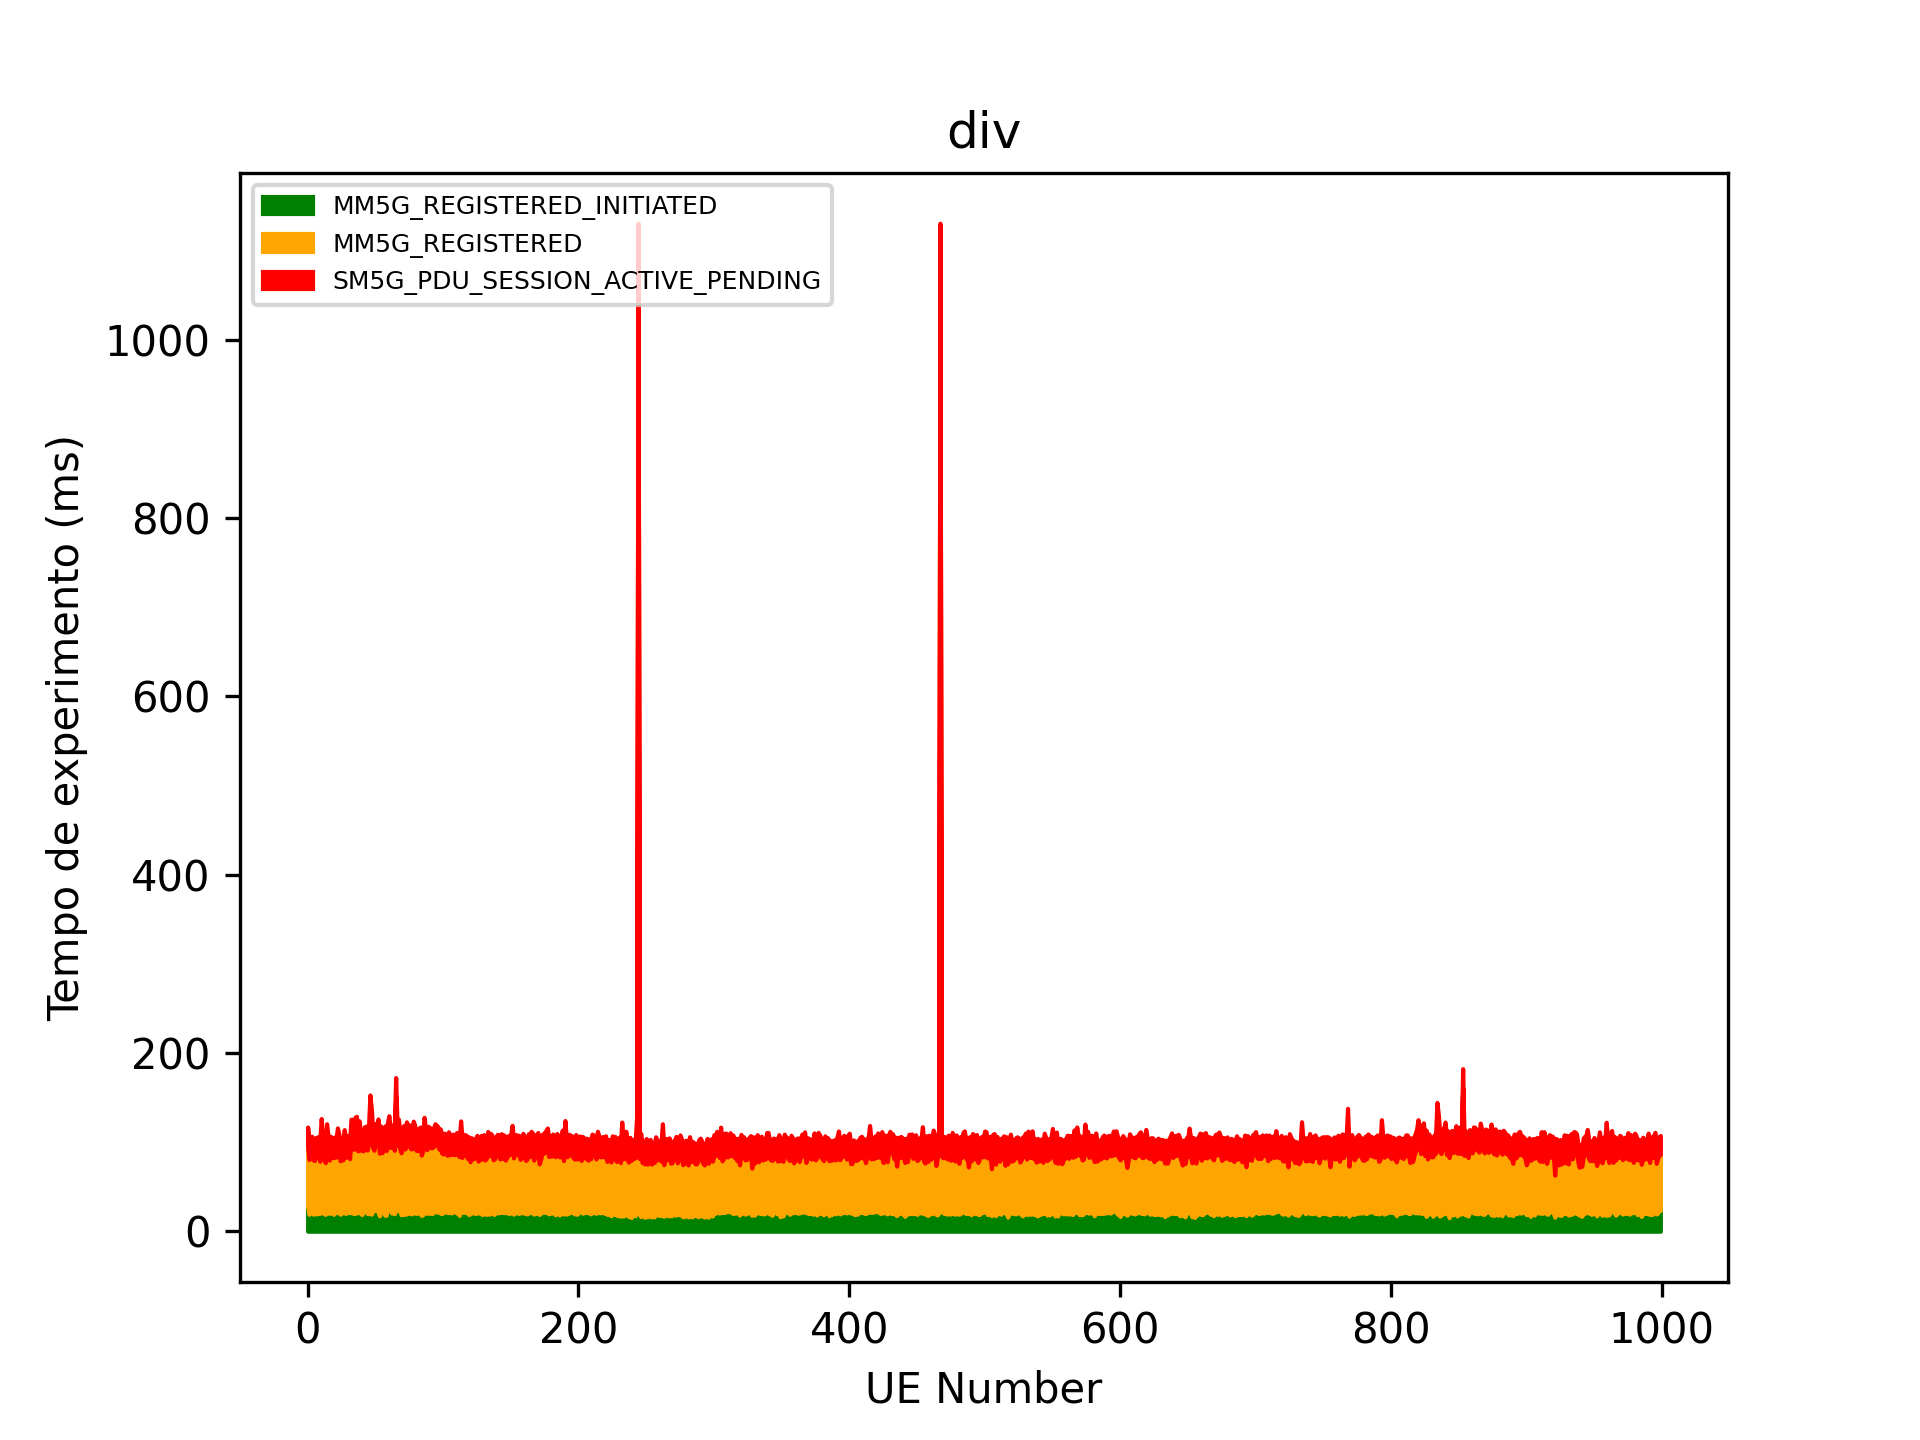 div
MM5G_REGISTERED_INITIATED
MM5G_REGISTERED
SM5G_PDU_SESSION_ACTIVE_PENDING
Tempo de experimento (ms)
1000
800
600
400
200
0
0 200 400 600 800 1000
UE Number